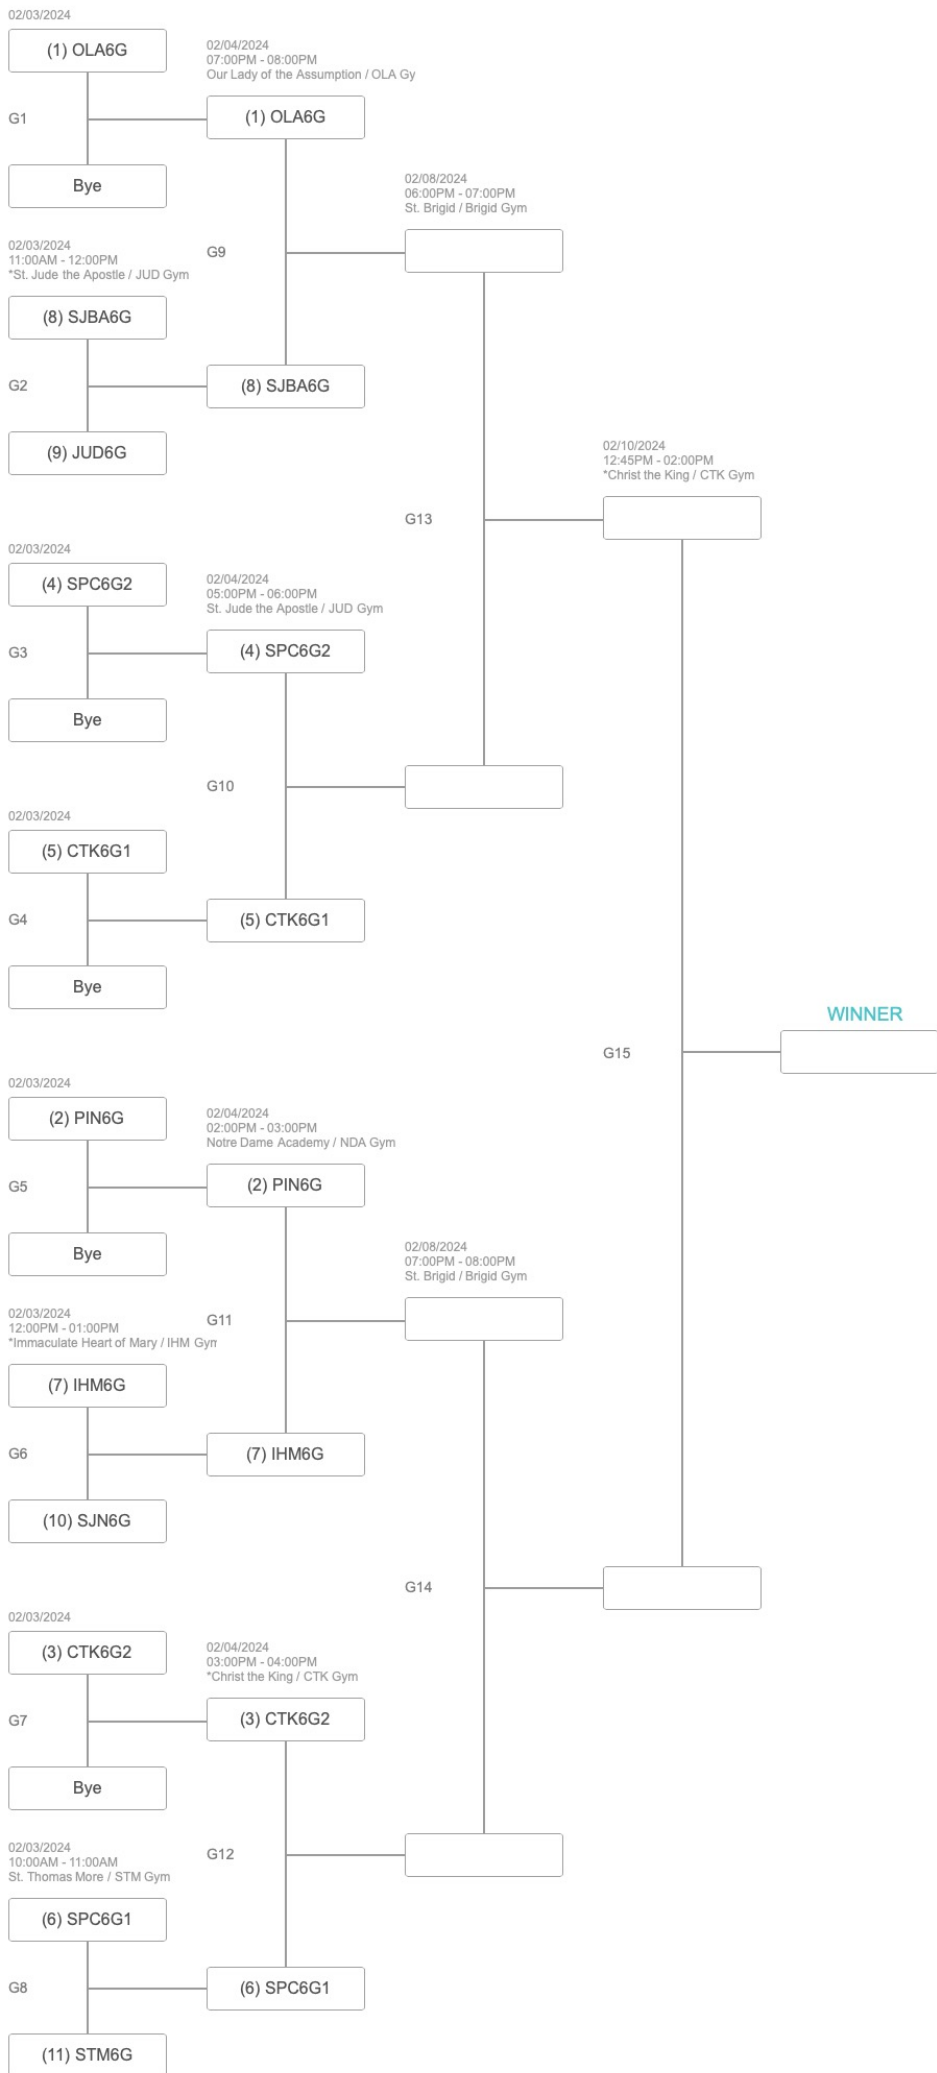 02/03/2024
(1) OLA6G
G1
Bye
02/04/2024
07:00PM - 08:00PM
Our Lady of the Assumption / OLA Gy
(1) OLA6G
G9
(8) SJBA6G
02/03/2024
11:00AM - 12:00PM
*St. Jude the Apostle / JUD Gym
(8) SJBA6G
G2
(9) JUD6G
02/08/2024
06:00PM - 07:00PM
St. Brigid / Brigid Gym
G13
02/10/2024
12:45PM - 02:00PM
*Christ the King / CTK Gym
02/03/2024
(4) SPC6G2
G3
Bye
02/04/2024
05:00PM - 06:00PM
St. Jude the Apostle / JUD Gym
(4) SPC6G2
G10
(5) CTK6G1
02/03/2024
(5) CTK6G1
G4
Bye
WINNER
G15
02/03/2024
(2) PIN6G
G5
Bye
02/04/2024
02:00PM - 03:00PM
Notre Dame Academy / NDA Gym
(2) PIN6G
G11
(7) IHM6G
02/03/2024
12:00PM - 01:00PM
*Immaculate Heart of Mary / IHM Gym
(7) IHM6G
G6
(10) SJN6G
02/08/2024
07:00PM - 08:00PM
St. Brigid / Brigid Gym
G14
02/03/2024
(3) CTK6G2
G7
Bye
02/04/2024
03:00PM - 04:00PM
*Christ the King / CTK Gym
(3) CTK6G2
G12
(6) SPC6G1
02/03/2024
10:00AM - 11:00AM
St. Thomas More / STM Gym
(6) SPC6G1
G8
(11) STM6G